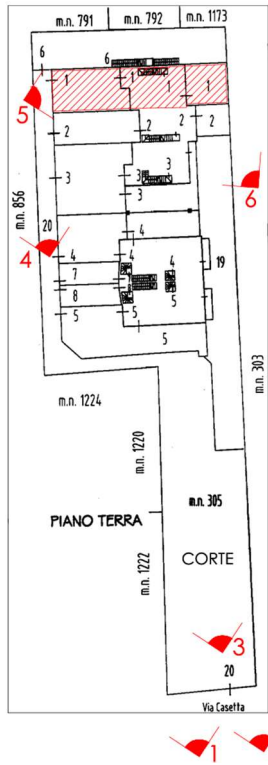 m.n. 791 m.n. 792 m.n. 1173
6 6
1 1 1 1
5
2 2 2
3 3 3
3
6
m.n. 856
20
4
4 4 4 19
7
8
5 5
5
m.n. 303
m.n. 1224
m.n. 1220
m.n. 305
PIANO TERRA
m.n. 1222
CORTE
3
20
Via Casetta
1